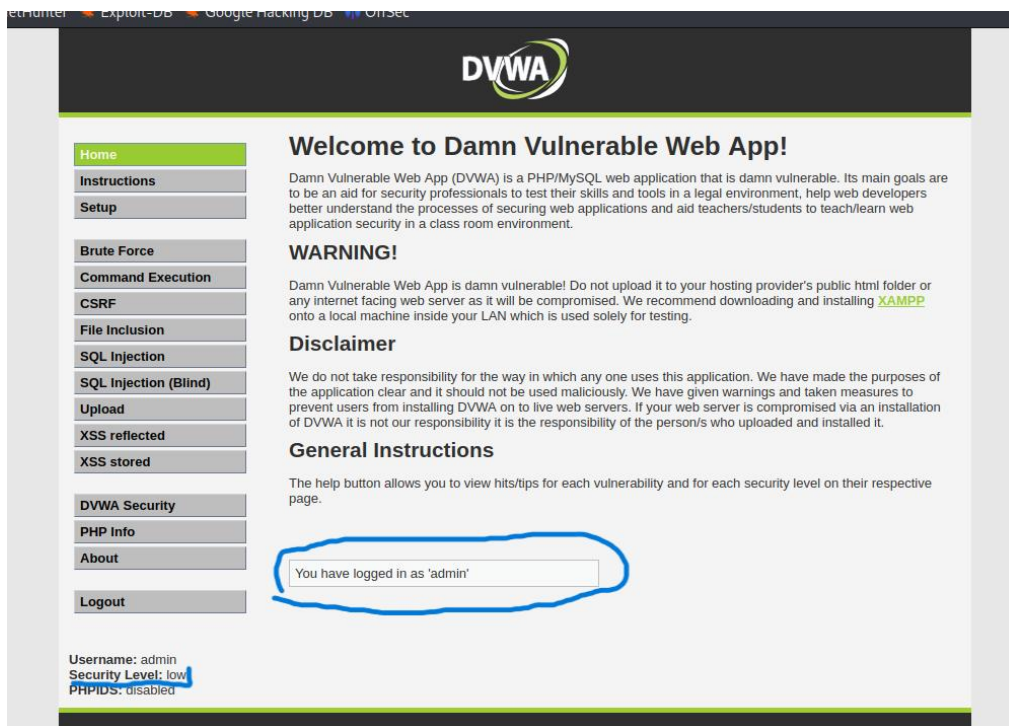 Exploit-DB Google Hacking DB OffSec
DVWA
Home
Instructions
Setup
Brute Force
Command Execution
CSRF
File Inclusion
SQL Injection
SQL Injection (Blind)
Upload
XSS reflected
XSS stored
DVWA Security
PHP Info
About
Logout
Welcome to Damn Vulnerable Web App!
Damn Vulnerable Web App (DVWA) is a PHP/MySQL web application that is damn vulnerable. Its main goals are
to be an aid for security professionals to test their skills and tools in a legal environment, help web developers
better understand the processes of securing web applications and aid teachers/students to teach/learn web
application security in a class room environment.
WARNING!
Damn Vulnerable Web App is damn vulnerable! Do not upload it to your hosting provider's public html folder or
any internet facing web server as it will be compromised. We recommend downloading and installing XAMPP
onto a local machine inside your LAN which is used solely for testing.
Disclaimer
We do not take responsibility for the way in which any one uses this application. We have made the purposes of
the application clear and it should not be used maliciously. We have given warnings and taken measures to
prevent users from installing DVWA on to live web servers. If your web server is compromised via an installation
of DVWA it is not our responsibility it is the responsibility of the person/s who uploaded and installed it.
General Instructions
The help button allows you to view hits/tips for each vulnerability and for each security level on their respective
page.
You have logged in as 'admin'
Username: admin
Security Level: low
PHPIDS: disabled